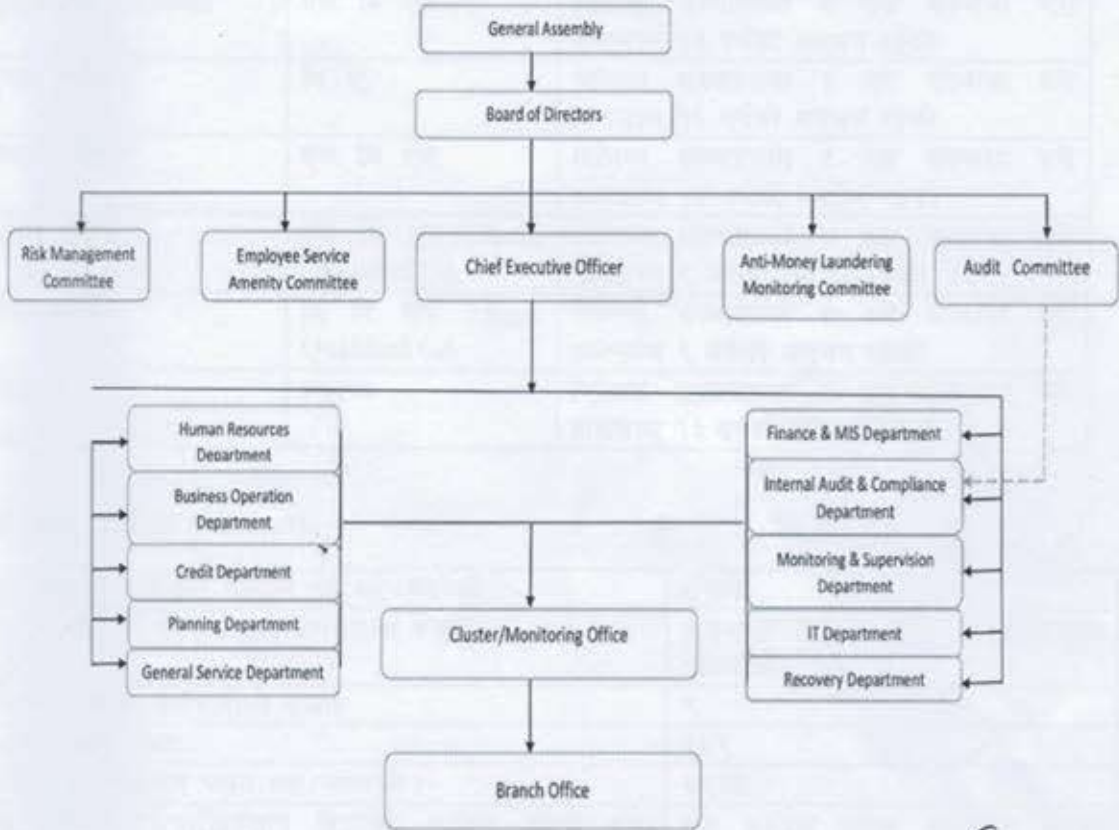 General Assembly
Board of Directors
Risk Management
Committee
Employee Service
Amenity Committee
Chief Executive Officer
Anti-Money Laundering
Monitoring Committee
Audit Committee
Human Resources
Department
Business Operation
Department
Credit Department
Planning Department
General Service Department
Finance & MIS Department
Internal Audit & Compliance
Department
Monitoring & Supervision
Department
IT Department
Recovery Department
Cluster/Monitoring Office
Branch Office